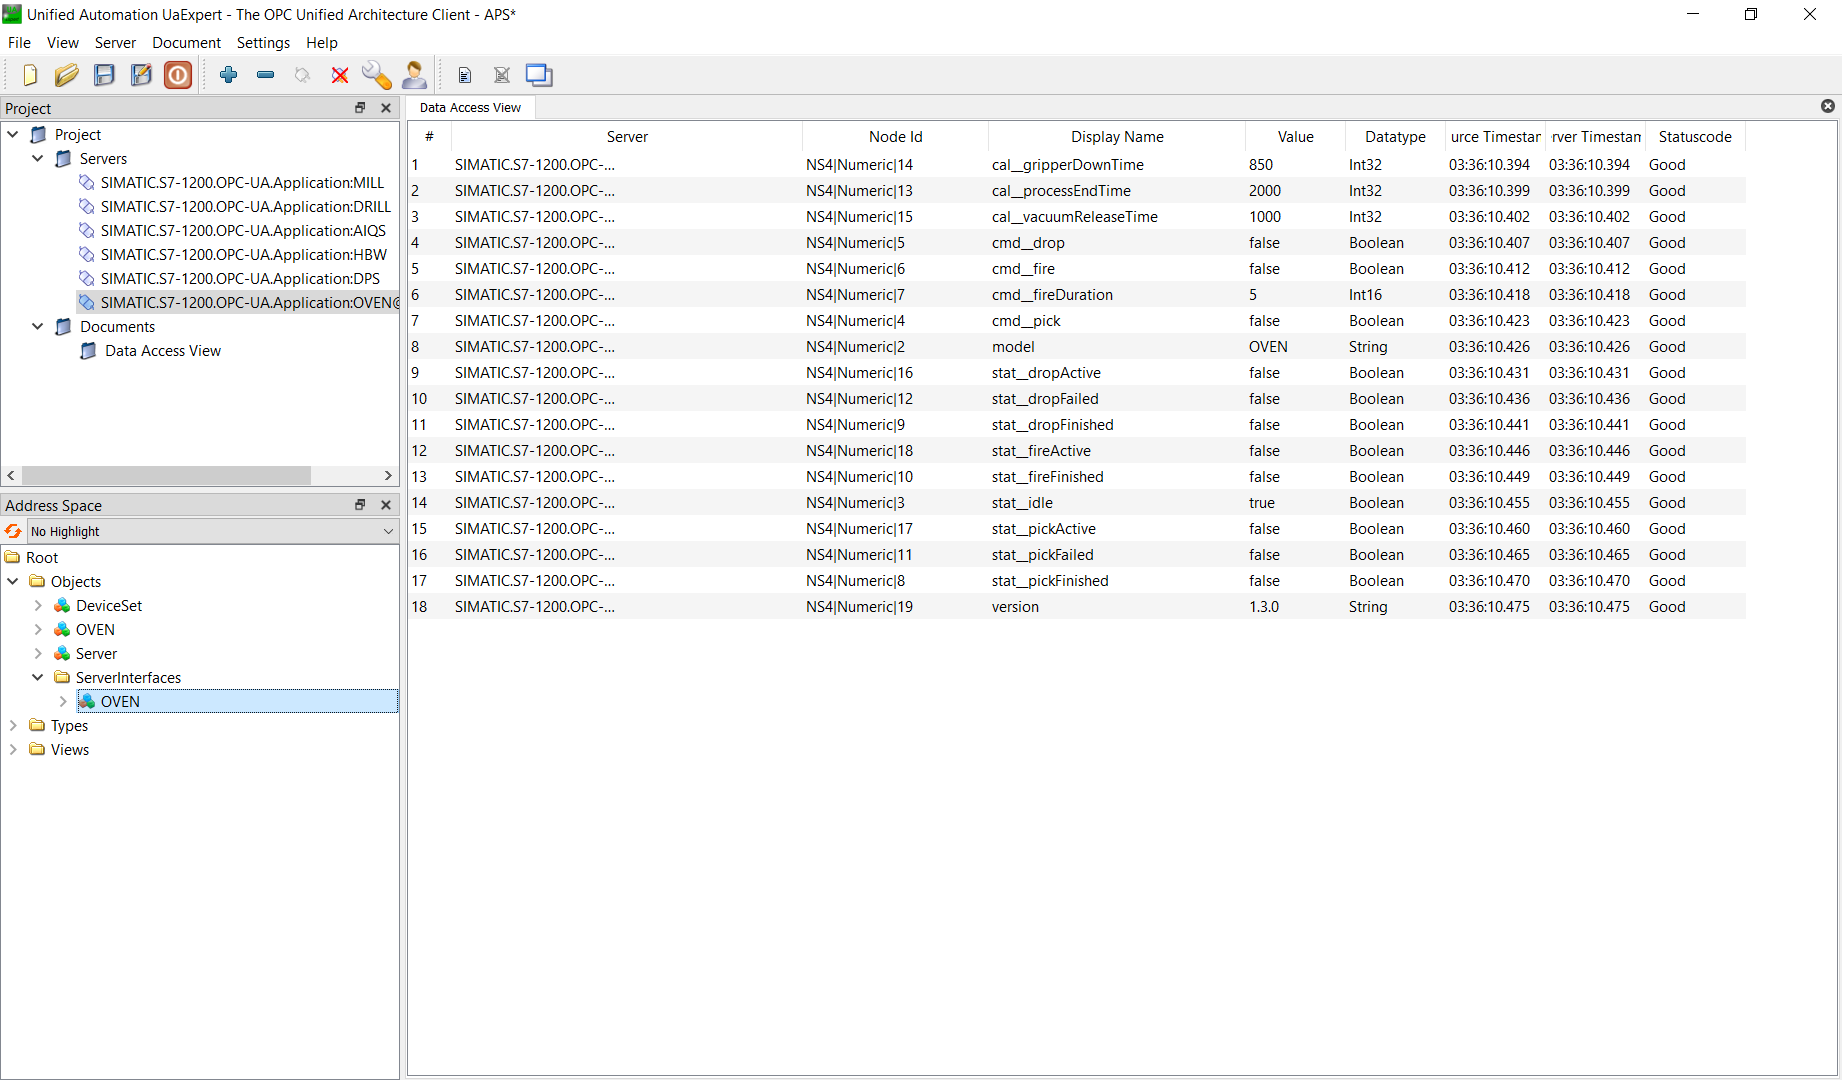 Unified Automation UaExpert - The OPC Unified Architecture Client - APS*
File View Server Document Settings Help
Project
Project
Servers
SIMATIC.S7-1200.OPC-UA.Application:MILL
SIMATIC.S7-1200.OPC-UA.Application:DRILL
SIMATIC.S7-1200.OPC-UA.Application:AIQS
SIMATIC.S7-1200.OPC-UA.Application:HBW
SIMATIC.S7-1200.OPC-UA.Application:DPS
SIMATIC.S7-1200.OPC-UA.Application:OVEN@
Documents
Data Access View
Address Space
No Highlight
Root
Objects
DeviceSet
OVEN
Server
ServerInterfaces
OVEN
Types
Views
Data Access View
# Server Node Id Display Name Value Datatype urce Timestan rver Timestam Statuscode
1 SIMATIC.S7-1200.OPC-... NS4|Numeric|14 cal__gripperDownTime 850 Int32 03:36:10.394 03:36:10.394 Good
2 SIMATIC.S7-1200.OPC-... NS4|Numeric|13 cal__processEndTime 2000 Int32 03:36:10.399 03:36:10.399 Good
3 SIMATIC.S7-1200.OPC-... NS4|Numeric|15 cal__vacuumReleaseTime 1000 Int32 03:36:10.402 03:36:10.402 Good
4 SIMATIC.S7-1200.OPC-... NS4|Numeric|5 cmd__drop false Boolean 03:36:10.407 03:36:10.407 Good
5 SIMATIC.S7-1200.OPC-... NS4|Numeric|6 cmd__fire false Boolean 03:36:10.412 03:36:10.412 Good
6 SIMATIC.S7-1200.OPC-... NS4|Numeric|7 cmd__fireDuration 5 Int16 03:36:10.418 03:36:10.418 Good
7 SIMATIC.S7-1200.OPC-... NS4|Numeric|4 cmd__pick false Boolean 03:36:10.423 03:36:10.423 Good
8 SIMATIC.S7-1200.OPC-... NS4|Numeric|2 model OVEN String 03:36:10.426 03:36:10.426 Good
9 SIMATIC.S7-1200.OPC-... NS4|Numeric|16 stat__dropActive false Boolean 03:36:10.431 03:36:10.431 Good
10 SIMATIC.S7-1200.OPC-... NS4|Numeric|12 stat__dropFailed false Boolean 03:36:10.436 03:36:10.436 Good
11 SIMATIC.S7-1200.OPC-... NS4|Numeric|9 stat__dropFinished false Boolean 03:36:10.441 03:36:10.441 Good
12 SIMATIC.S7-1200.OPC-... NS4|Numeric|18 stat__fireActive false Boolean 03:36:10.446 03:36:10.446 Good
13 SIMATIC.S7-1200.OPC-... NS4|Numeric|10 stat__fireFinished false Boolean 03:36:10.449 03:36:10.449 Good
14 SIMATIC.S7-1200.OPC-... NS4|Numeric|3 stat__idle true Boolean 03:36:10.455 03:36:10.455 Good
15 SIMATIC.S7-1200.OPC-... NS4|Numeric|17 stat__pickActive false Boolean 03:36:10.460 03:36:10.460 Good
16 SIMATIC.S7-1200.OPC-... NS4|Numeric|11 stat__pickFailed false Boolean 03:36:10.465 03:36:10.465 Good
17 SIMATIC.S7-1200.OPC-... NS4|Numeric|8 stat__pickFinished false Boolean 03:36:10.470 03:36:10.470 Good
18 SIMATIC.S7-1200.OPC-... NS4|Numeric|19 version 1.3.0 String 03:36:10.475 03:36:10.475 Good